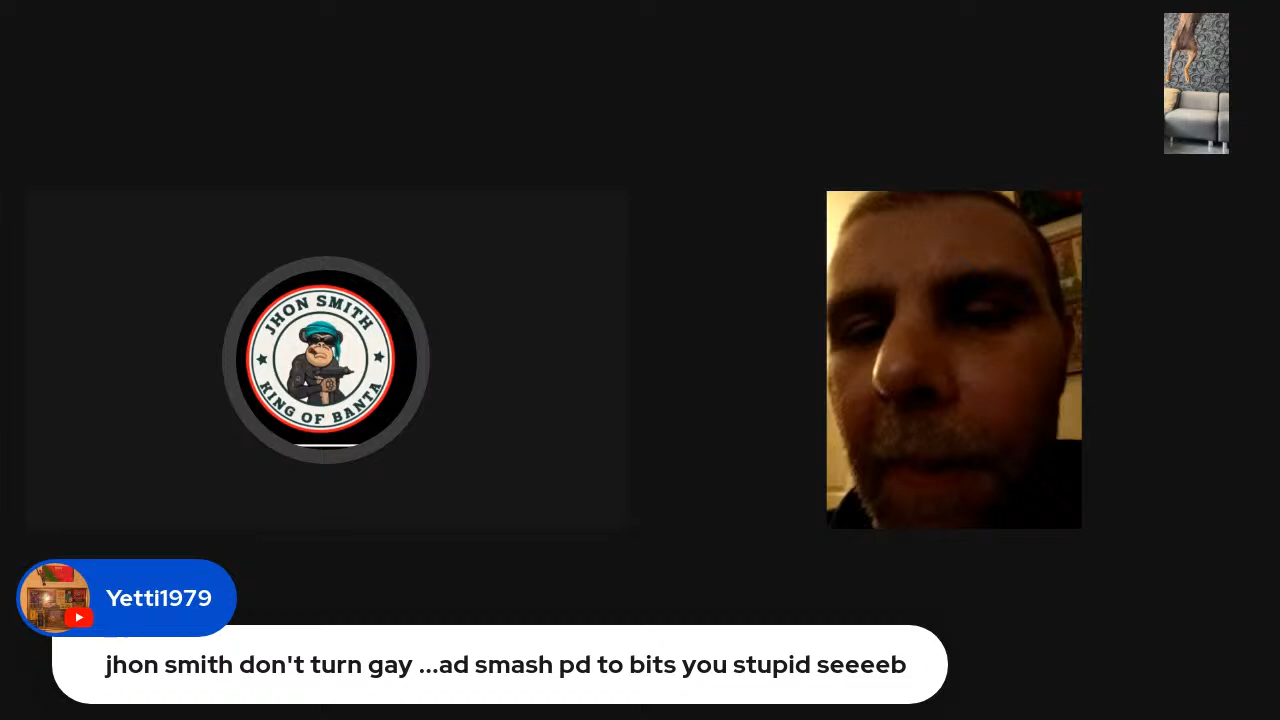 JHON SMITH
KING OF BANTA
Yetti1979
jhon smith don't turn gay ...ad smash pd to bits you stupid seeeeb